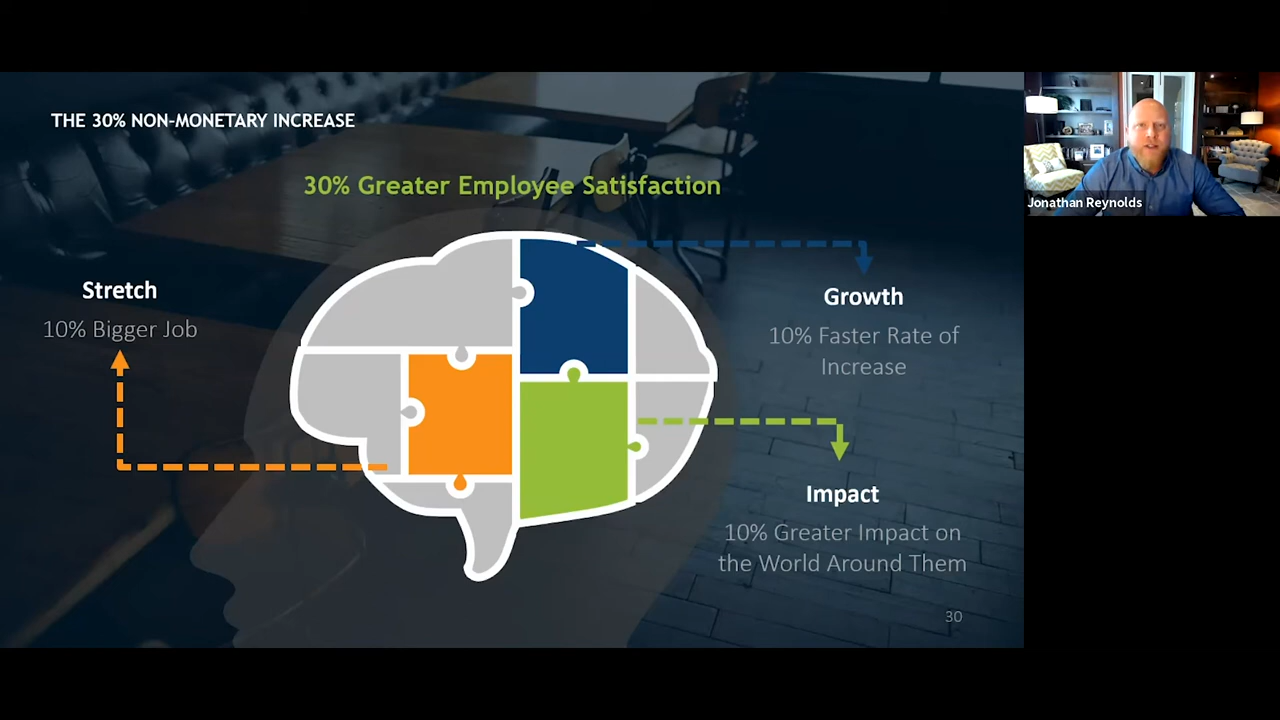 THE 30% NON-MONETARY INCREASE
30% Greater Employee Satisfaction
Stretch
10% Bigger Job
Growth
10% Faster Rate of
Increase
Impact
10% Greater Impact on
the World Around Them
30
Jonathan Reynolds